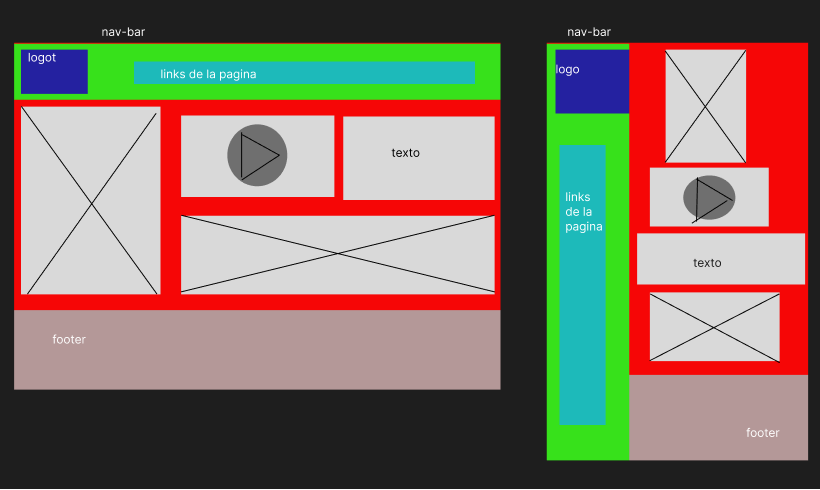 nav-bar
logot
links de la pagina
texto
footer
nav-bar
logo
links
de la
pagina
texto
footer